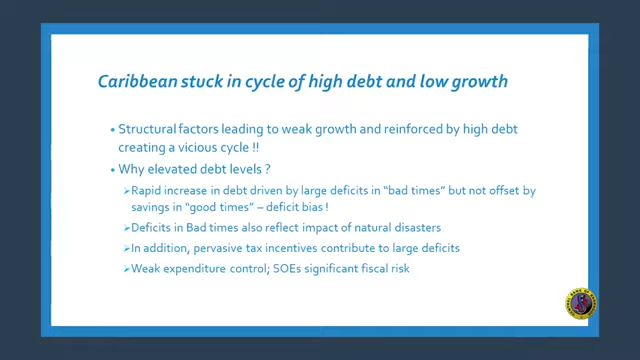 Caribbean stuck in cycle of high debt and low growth
• Structural factors leading to weak growth and reinforced by high debt
creating a vicious cycle !!
• Why elevated debt levels ?
➢Rapid increase in debt driven by large deficits in “bad times” but not offset by
savings in “good times” – deficit bias !
➢Deficits in Bad times also reflect impact of natural disasters
➢In addition, pervasive tax incentives contribute to large deficits
➢Weak expenditure control; SOEs significant fiscal risk